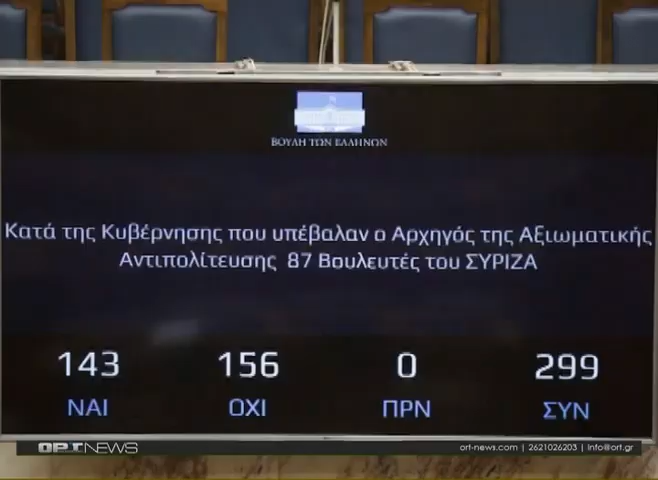 ΒΟΥΛΗ ΤΩΝ ΕΛΛΗΝΩΝ
Κατά της Κυβέρνησης που υπέβαλαν ο Αρχηγός της Αξιωματικής
Αντιπολίτευσης 87 Βουλευτές του ΣΥΡΙΖΑ
143 156 0 299
ΝΑΙ ΟΧΙ ΠΡΝ ΣΥΝ
ΟΡΤ NEWS ort-news.com | 2621026203 | info@ort.gr